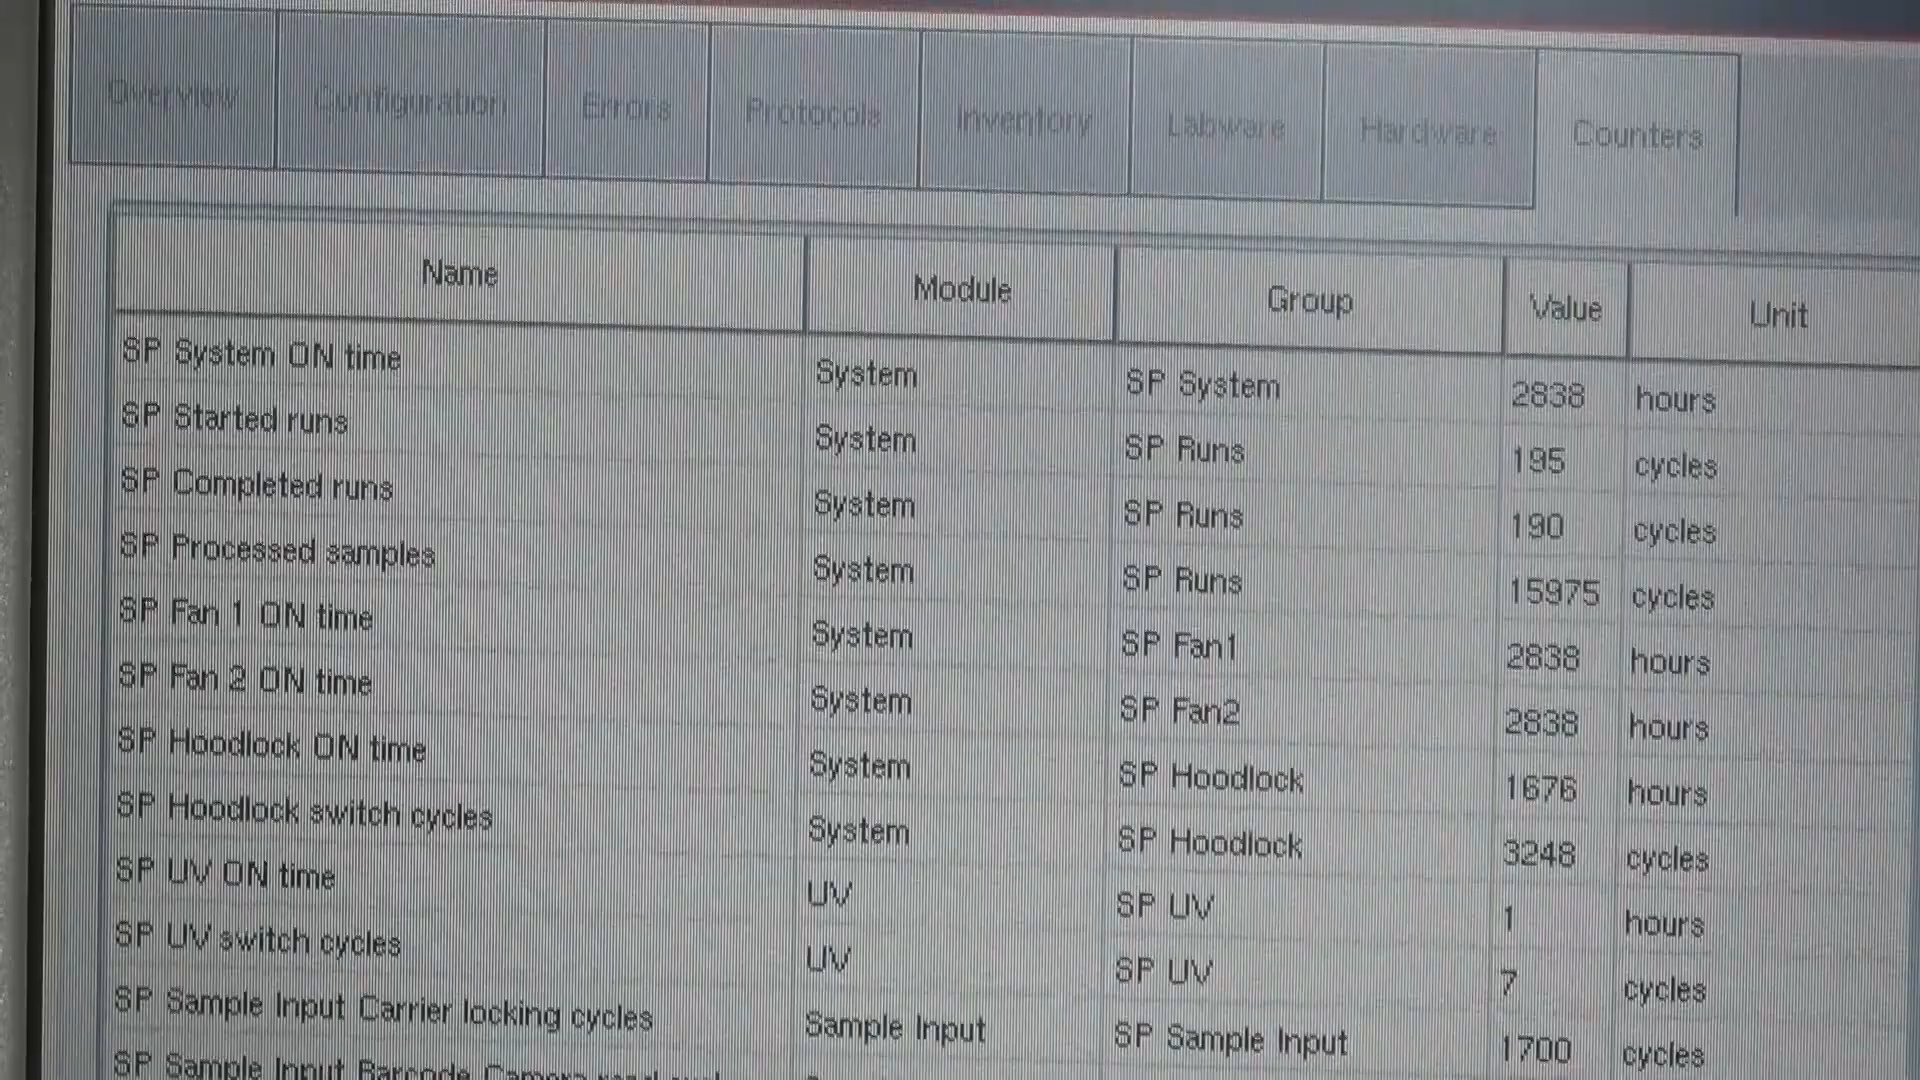 Overview Configuration Errors Protocols Inventory Labware Hardware Counters
Name Module Group Value Unit
SP System ON time System SP System 2838 hours
SP Started runs System SP Runs 195 cycles
SP Completed runs System SP Runs 190 cycles
SP Processed samples System SP Runs 15975 cycles
SP Fan 1 ON time System SP Fan1 2838 hours
SP Fan 2 ON time System SP Fan2 2838 hours
SP Hoodlock ON time System SP Hoodlock 1676 hours
SP Hoodlock switch cycles System SP Hoodlock 3248 cycles
SP UV ON time UV SP UV 1 hours
SP UV switch cycles UV SP UV 7 cycles
SP Sample Input Carrier locking cycles Sample Input SP Sample Input 1700 cycles
SP Sample Input Barcode Camera